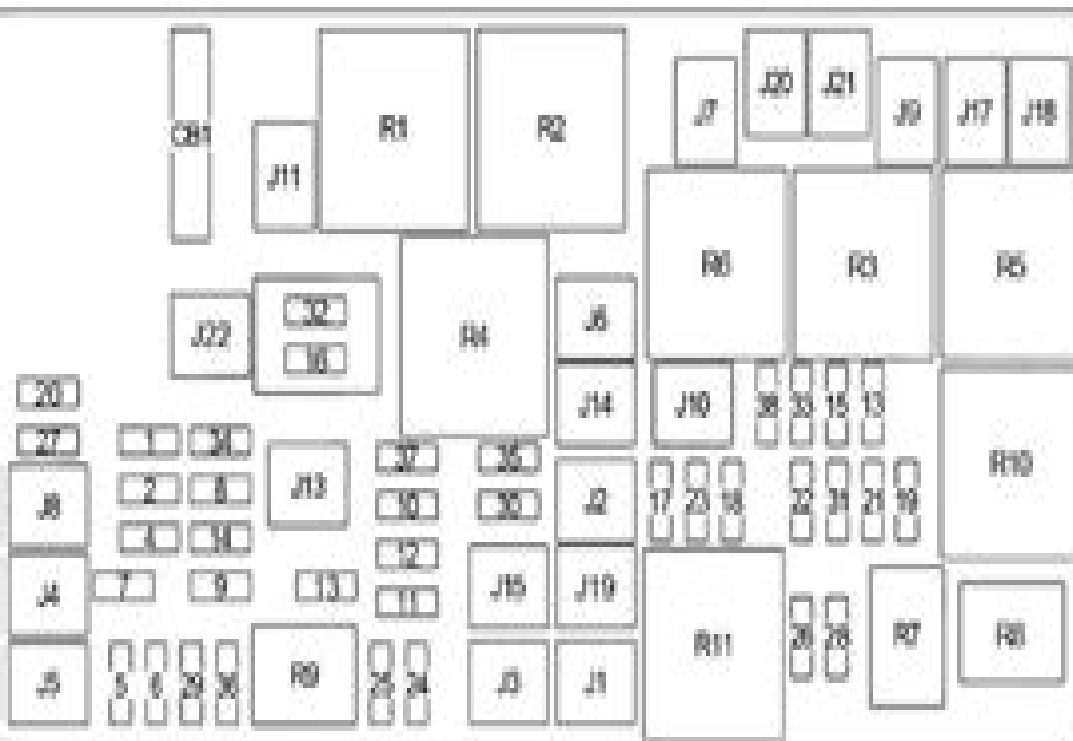 J20 J21
CB1 R1 R2 J7 J9 J17 J18
J11
R6 R3 R5
32 J6
J22 R4
16
20 J14 J10 38 33 15 13
27 1 34 37 35
2 8 J13 R10
J8 10 30 J2 17 23 18 22 31 21 19
4 14
12
7 9 13 J15 J19
J4 11
26 28 R7 R8
R11
J5 5 6 29 36 R9 25 24 J3 J1